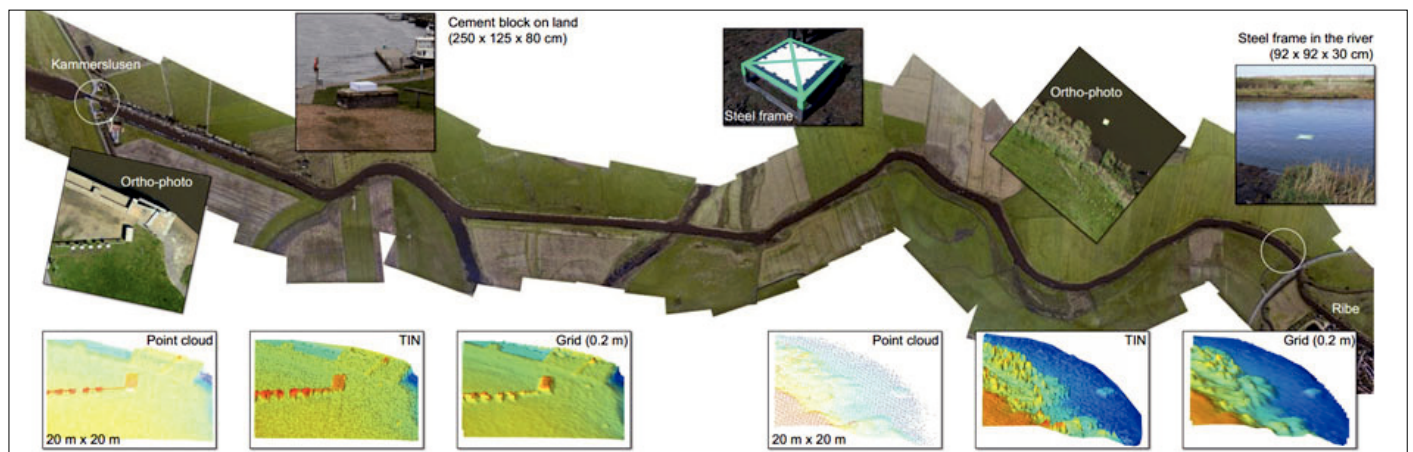 Cement block on land
(250 x 125 x 80 cm)
Steel frame in the river
(92 x 92 x 30 cm)
Kammerslusen
Steel frame
Ortho-photo
Ortho-photo
Ribe
Point cloud
20 m x 20 m
TIN
Grid (0.2 m)
Point cloud
20 m x 20 m
TIN
Grid (0.2 m)